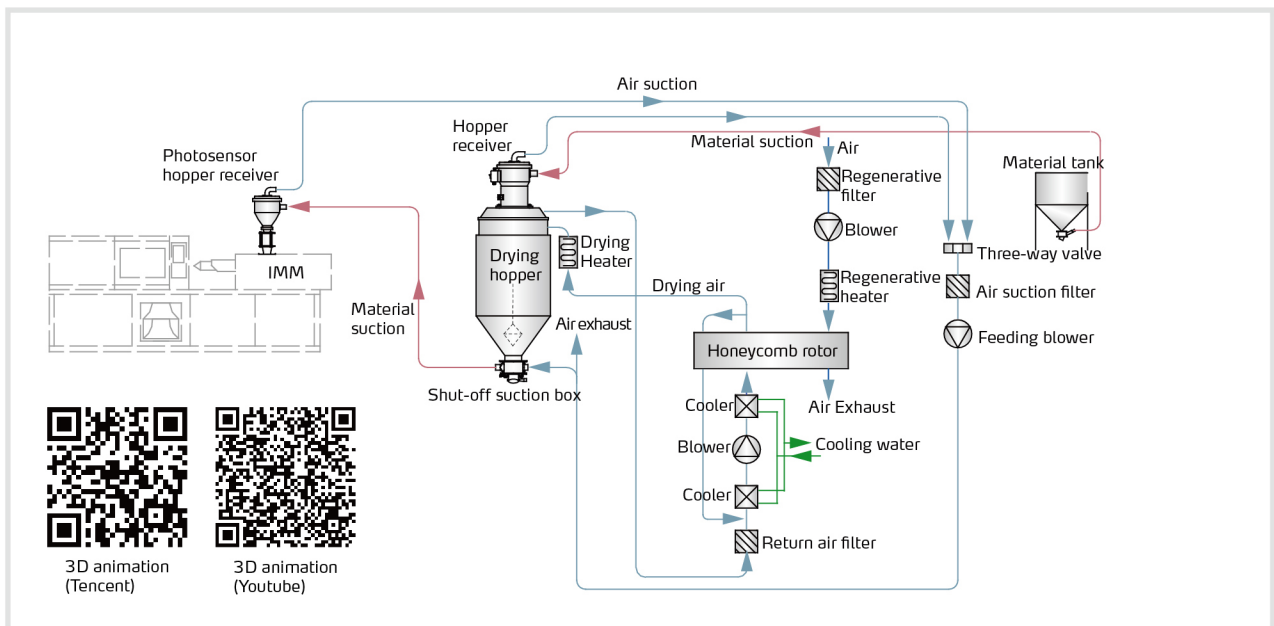 Air suction
Hopper
receiver
Material suction
Air
Photosensor
hopper receiver
Material tank
Regenerative
filter
Blower
Drying
Heater
Three-way valve
IMM
Drying
hopper
Regenerative
heater
Drying air
Air suction filter
Material
suction
Air exhaust
Feeding blower
Honeycomb rotor
Shut-off suction box
Cooler
Air Exhaust
Blower
Cooling water
Cooler
Return air filter
3D animation
(Tencent)
3D animation
(Youtube)